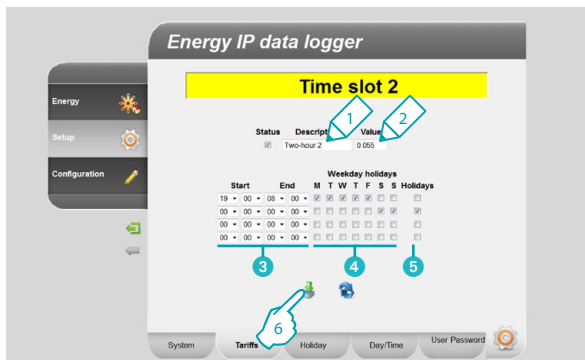 Energy IP data logger
Time slot 2
Energy
Setup
Configuration
1
2
Status Descript Value
Two-hour 2 0.055
Weekday holidays
Start End M T W T F S S Holidays
19 00 08 00
00 00 00 00
00 00 00 00
00 00 00 00
3 4 5
6
System Tariffs Holiday Day/Time User Password